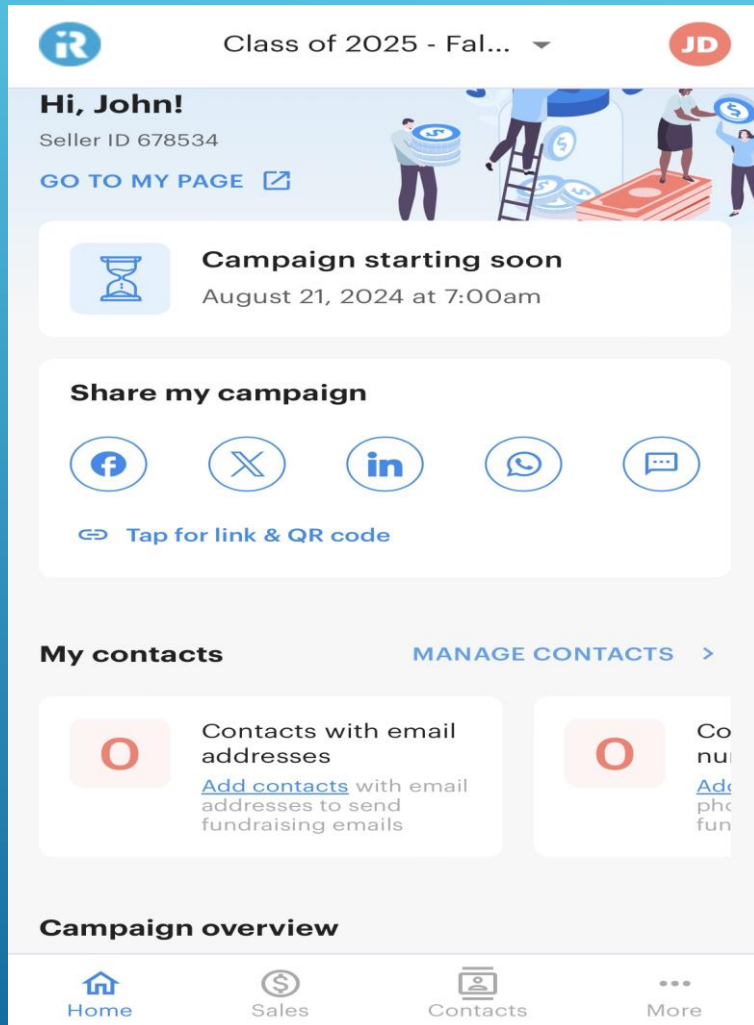 iR
Class of 2025 - Fal...
JD
Hi, John!
Seller ID 678534
GO TO MY PAGE
Campaign starting soon
August 21, 2024 at 7:00am
Share my campaign
Tap for link & QR code
My contacts
MANAGE CONTACTS >
0
Contacts with email
addresses
Add contacts with email
addresses to send
fundraising emails
0
Campaign overview
Home
Sales
Contacts
More